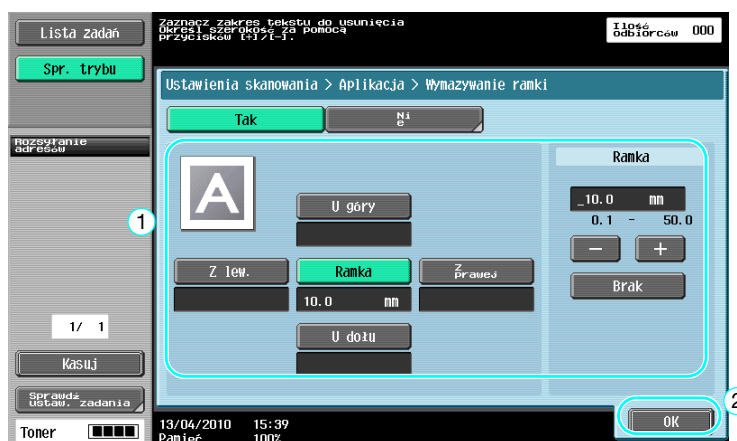 Lista zadań
Spr. trybu
Rozsyłanie
adresów
1/ 1
Kasuj
Sprawdź
ustaw. zadania
Toner
Zaznacz zakres tekstu do usunięcia
Określ szerokość za pomocą
przycisków [+]/[-].
Ilość
odbiorców 000
Ustawienia skanowania > Aplikacja > Wymazywanie ramki
Tak
Ni
e
1
A
U góry
Z lew.
Ramka
Z
prawej
10.0 mm
U dołu
Ramka
_10.0 mm
0.1 - 50.0
− +
Brak
2
OK
13/04/2010 15:39
Pamięć 100%